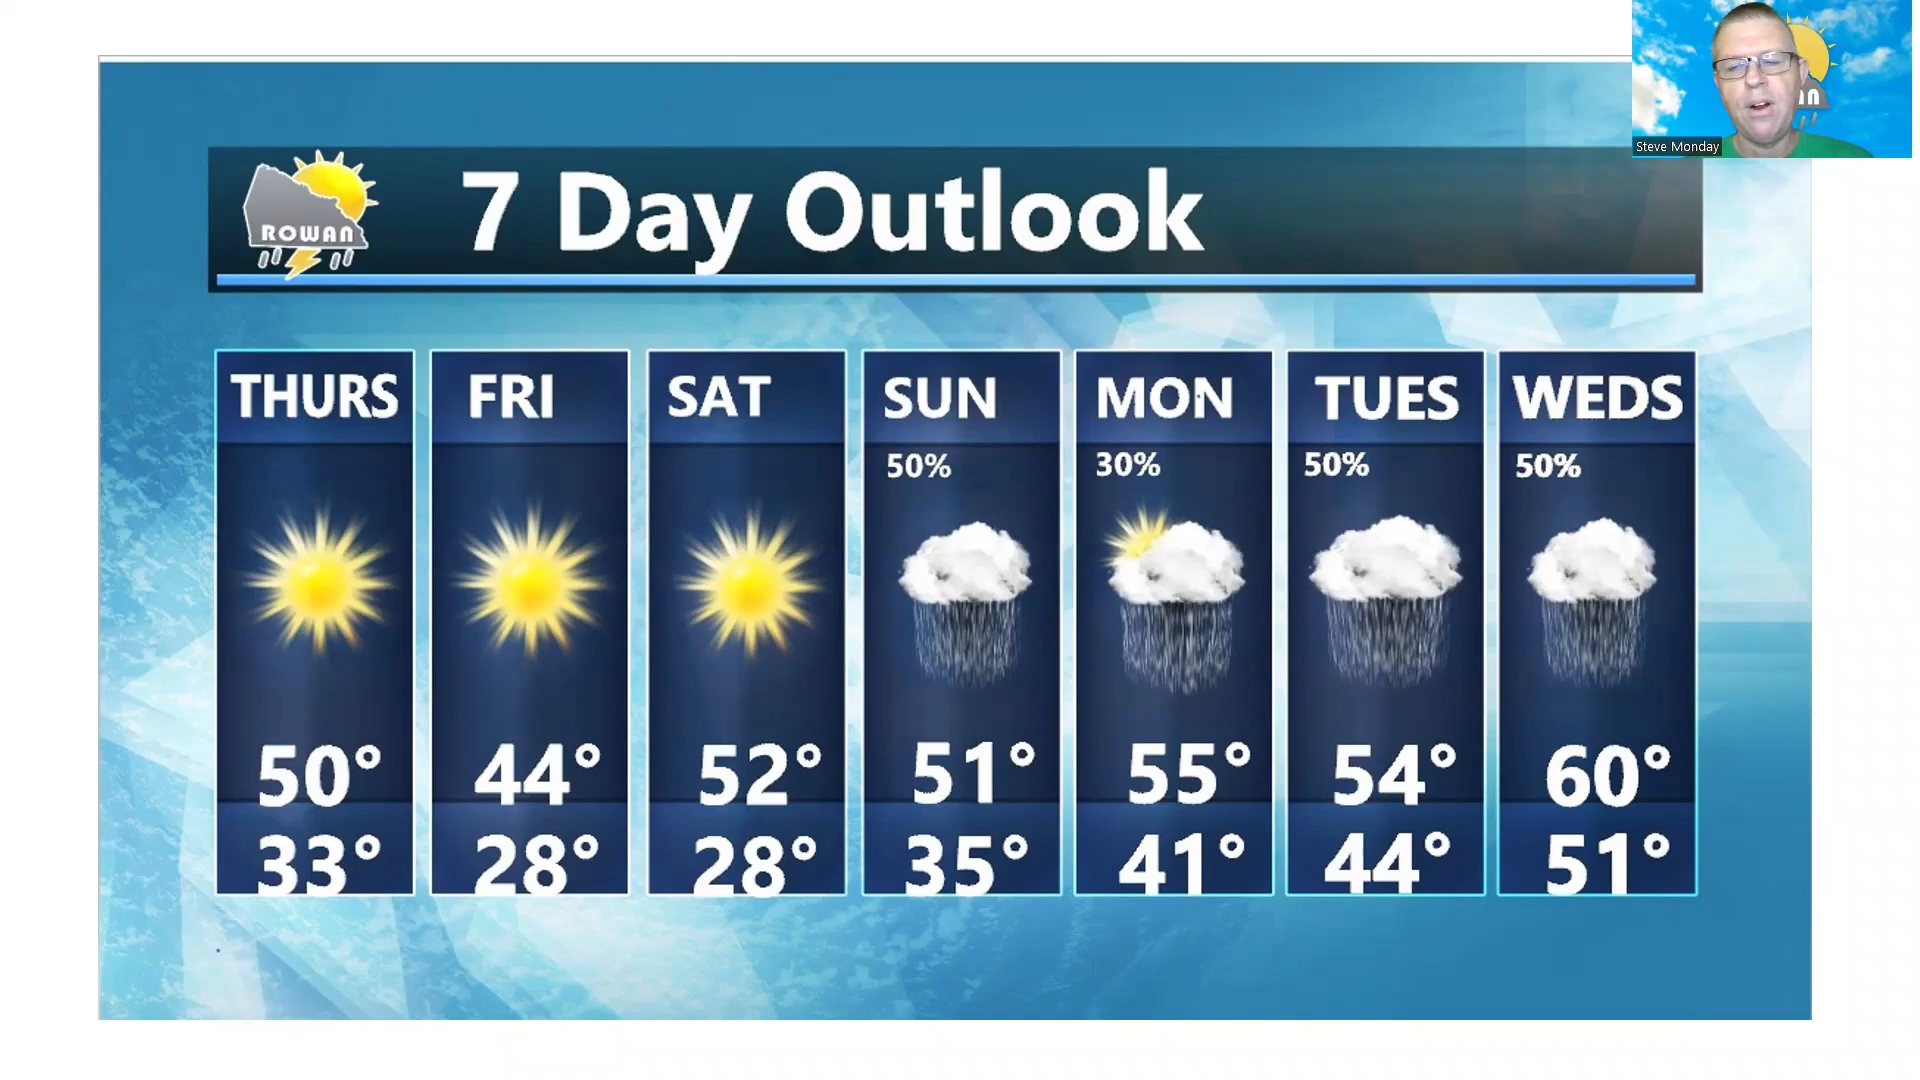 Steve Monday
ROWAN
7 Day Outlook
THURS FRI SAT SUN MON TUES WEDS
50% 30% 50% 50%
50° 44° 52° 51° 55° 54° 60°
33° 28° 28° 35° 41° 44° 51°